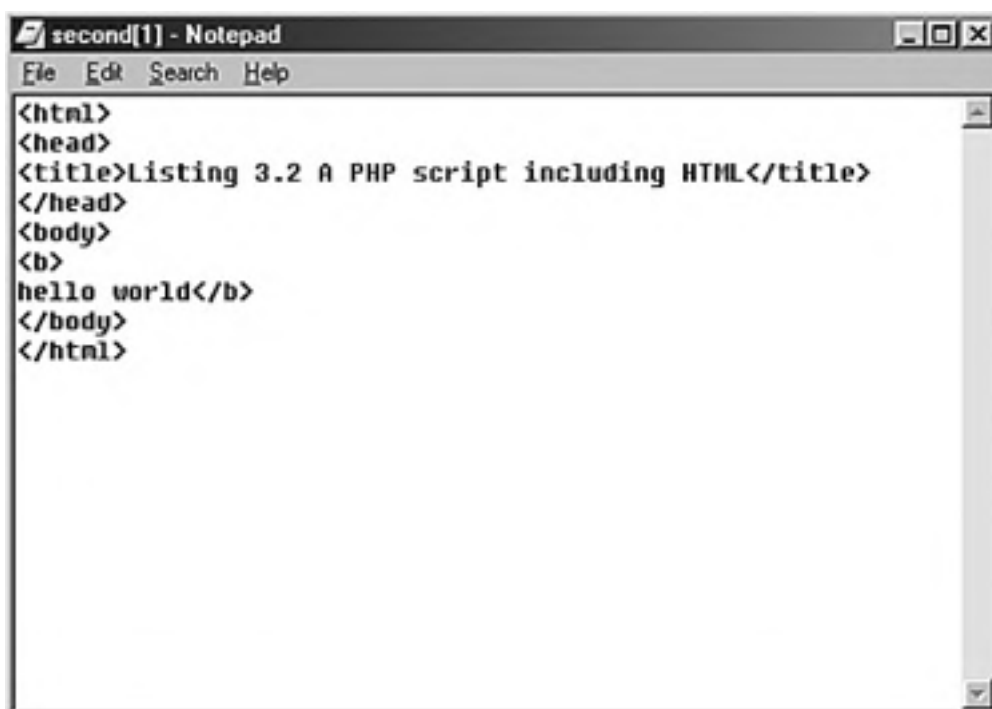 second[1] - Notepad
File Edit Search Help
<html>
<head>
<title>Listing 3.2 A PHP script including HTML</title>
</head>
<body>
<b>
hello world</b>
</body>
</html>